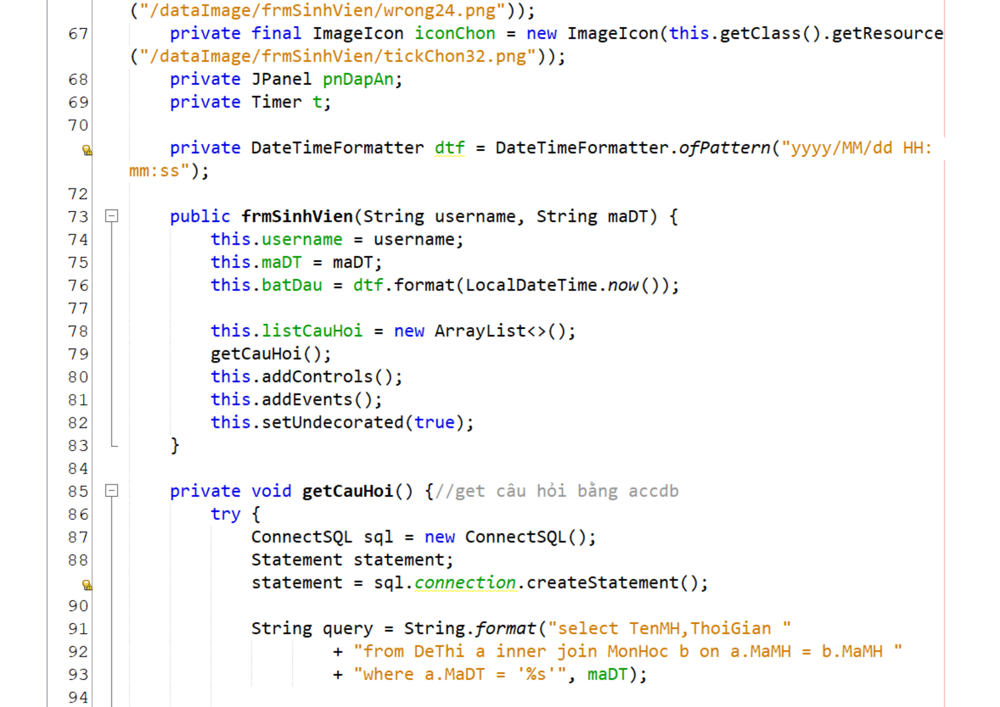 ("/dataImage/frmSinhVien/wrong24.png"));
67 private final ImageIcon iconChon = new ImageIcon(this.getClass().getResource
("/dataImage/frmSinhVien/tickChon32.png"));
68 private JPanel pnDapAn;
69 private Timer t;
70
private DateTimeFormatter dtf = DateTimeFormatter.ofPattern("yyyy/MM/dd HH:
mm:ss");
72
73 public frmSinhVien(String username, String maDT) {
74 this.username = username;
75 this.maDT = maDT;
76 this.batDau = dtf.format(LocalDateTime.now());
77
78 this.listCauHoi = new ArrayList<>();
79 getCauHoi();
80 this.addControls();
81 this.addEvents();
82 this.setUndecorated(true);
83 }
84
85 private void getCauHoi() {//get câu hỏi bằng accdb
86 try {
87 ConnectSQL sql = new ConnectSQL();
88 Statement statement;
statement = sql.connection.createStatement();
90
91 String query = String.format("select TenMH,ThoiGian "
92 + "from DeThi a inner join MonHoc b on a.MaMH = b.MaMH "
93 + "where a.MaDT = '%s'", maDT);
94